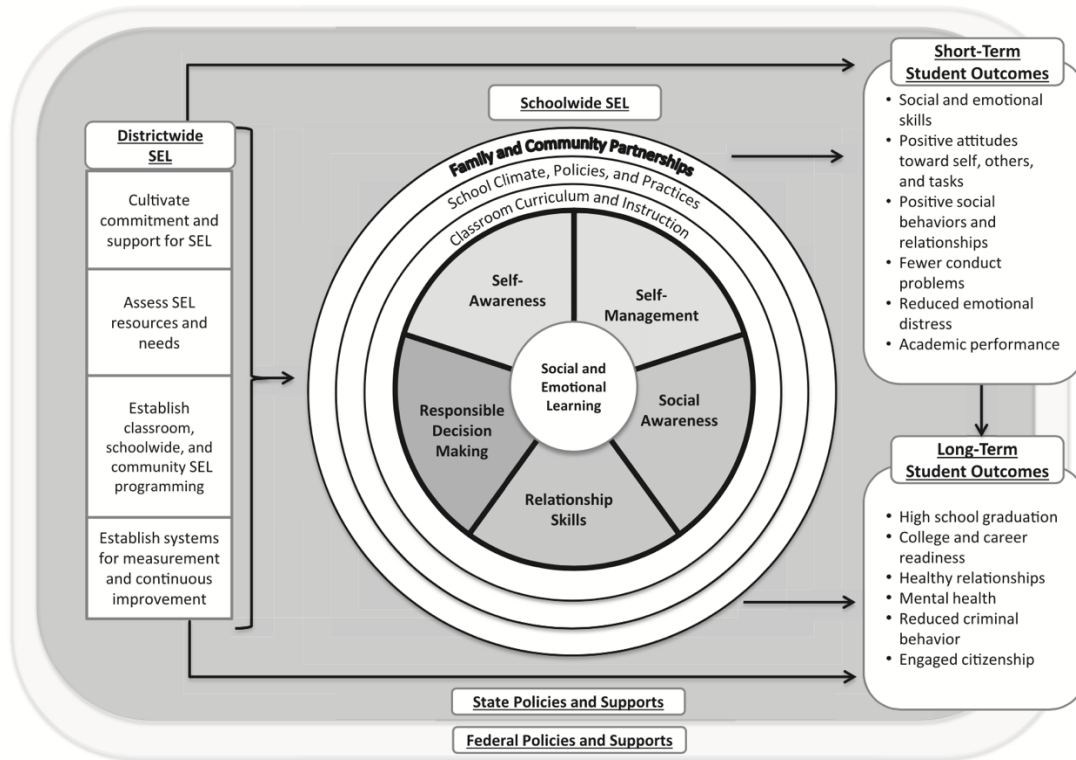 Districtwide
SEL
Cultivate
commitment and
support for SEL
Assess SEL
resources and
needs
Establish
classroom,
schoolwide, and
community SEL
programming
Establish systems
for measurement
and continuous
improvement
Schoolwide SEL
Family and Community Partnerships
School Climate, Policies, and Practices
Classroom Curriculum and Instruction
Self-
Awareness
Self-
Management
Social and
Emotional
Learning
Responsible
Decision
Making
Social
Awareness
Relationship
Skills
Short-Term
Student Outcomes
• Social and emotional
skills
• Positive attitudes
toward self, others,
and tasks
• Positive social
behaviors and
relationships
• Fewer conduct
problems
• Reduced emotional
distress
• Academic performance
Long-Term
Student Outcomes
• High school graduation
• College and career
readiness
• Healthy relationships
• Mental health
• Reduced criminal
behavior
• Engaged citizenship
State Policies and Supports
Federal Policies and Supports